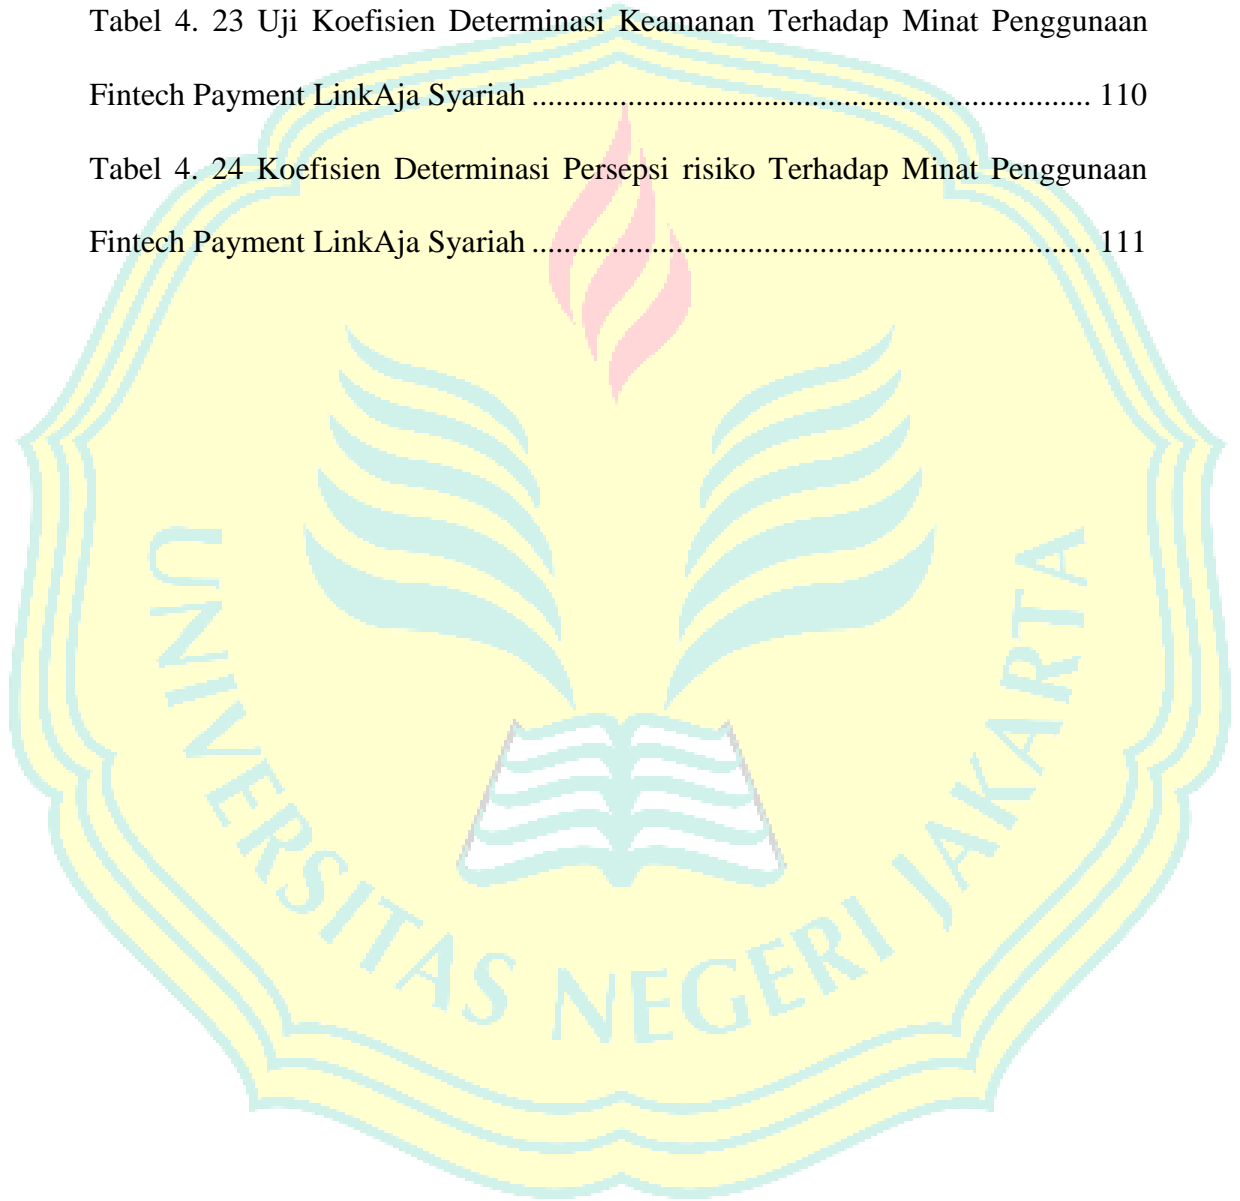 Tabel 4. 23 Uji Koefisien Determinasi Keamanan Terhadap Minat Penggunaan
Fintech Payment LinkAja Syariah ...................................................................... 110
Tabel 4. 24 Koefisien Determinasi Persepsi risiko Terhadap Minat Penggunaan
Fintech Payment LinkAja Syariah ...................................................................... 111
UNIVERSITAS NEGERI JAKARTA